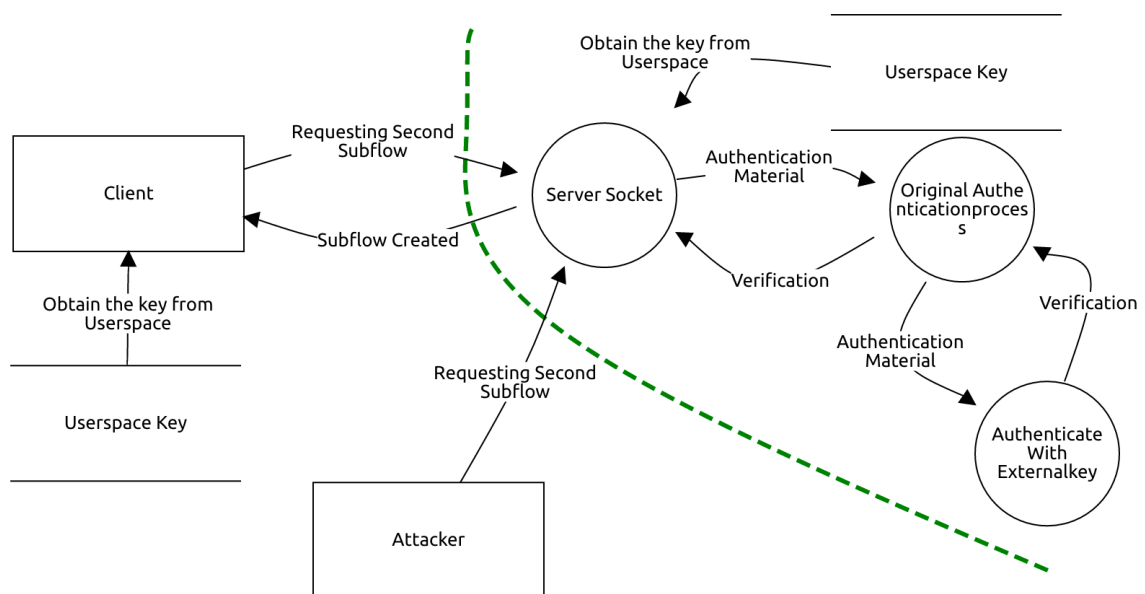 Obtain the key from
Userspace
Userspace Key
Requesting Second
Subflow
Authentication
Material
Client
Server Socket
Original Authe
nticationproces
s
Subflow Created
Verification
Obtain the key from
Userspace
Verification
Authentication
Material
Requesting Second
Subflow
Userspace Key
Authenticate
With
Externalkey
Attacker